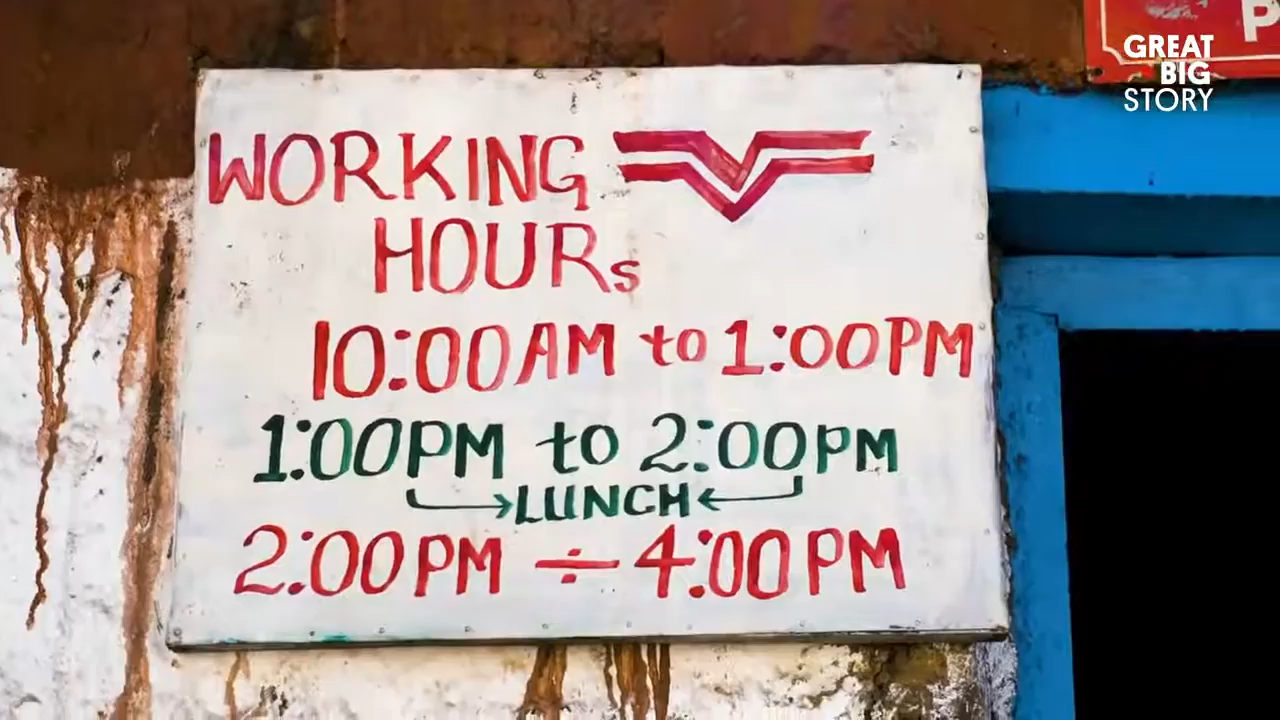 GREAT
BIG
STORY
P
WORKING
HOURs
10:00AM to 1:00PM
1:00PM to 2:00PM
LUNCH
2:00PM ÷ 4:00PM